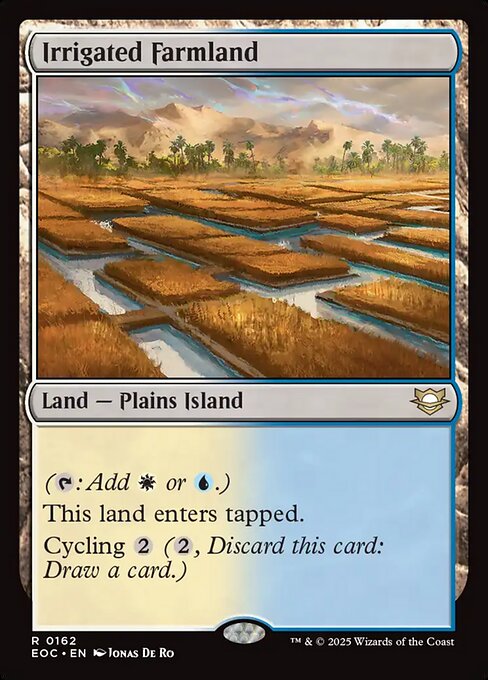 Irrigated Farmland
Land — Plains Island
(: Add or .)
This land enters tapped.
Cycling 2 (2, Discard this card:
Draw a card.)
R 0162
EOC • EN Jonas De Ro
™ & © 2025 Wizards of the Coast